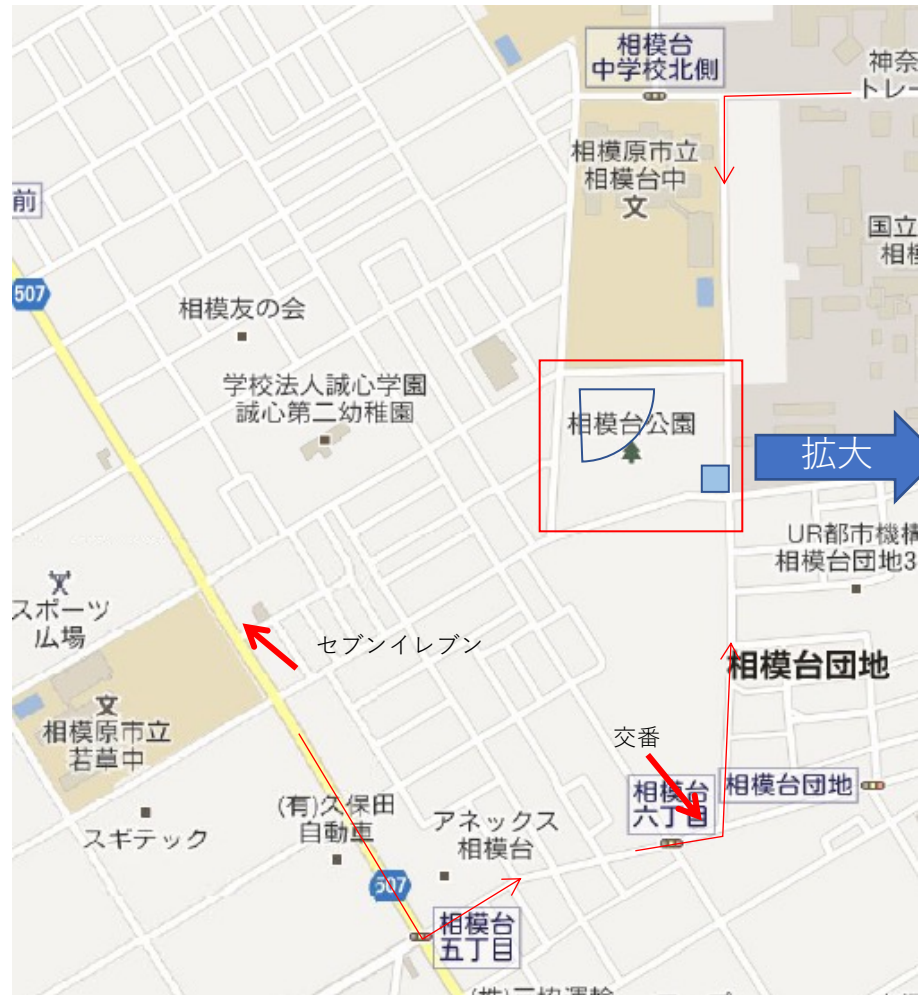 相模台
中学校北側
神奈
トレー
相模原市立
相模台中
文
前
国立
相模
507
相模友の会
学校法人誠心学園
誠心第二幼稚園
相模台公園
拡大
UR都市機構
相模台団地3
スポーツ
広場
セブンイレブン
相模台団地
文
相模原市立
若草中
交番
相模台
六丁目
相模台団地
(有)久保田
自動車
アネックス
相模台
スギテック
507
相模台
五丁目